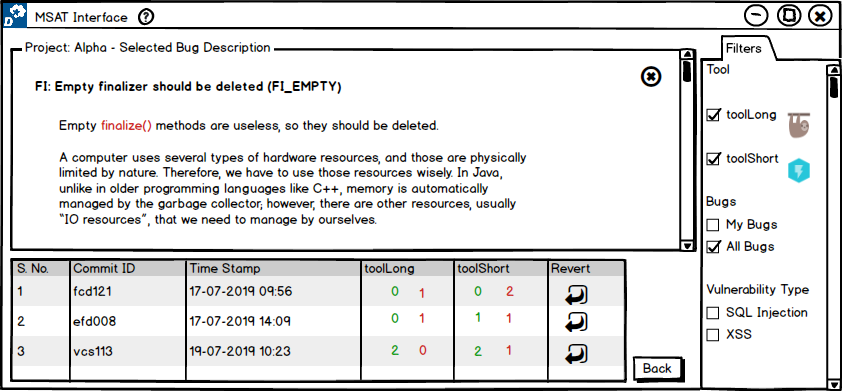 MSAT Interface ?
Project: Alpha - Selected Bug Description
FI: Empty finalizer should be deleted (FI_EMPTY)
Empty finalize() methods are useless, so they should be deleted.
A computer uses several types of hardware resources, and those are physically
limited by nature. Therefore, we have to use those resources wisely. In Java,
unlike in older programming languages like C++, memory is automatically
managed by the garbage collector; however, there are other resources, usually
"IO resources", that we need to manage by ourselves.
S. No. Commit ID Time Stamp toolLong toolShort Revert
1 fcd121 17-07-2019 09:56 0 1 0 2
2 efd008 17-07-2019 14:09 0 1 1 1
3 vcs113 19-07-2019 10:23 2 0 2 1
Back
Filters
Tool
toolLong
toolShort
Bugs
My Bugs
All Bugs
Vulnerability Type
SQL Injection
XSS